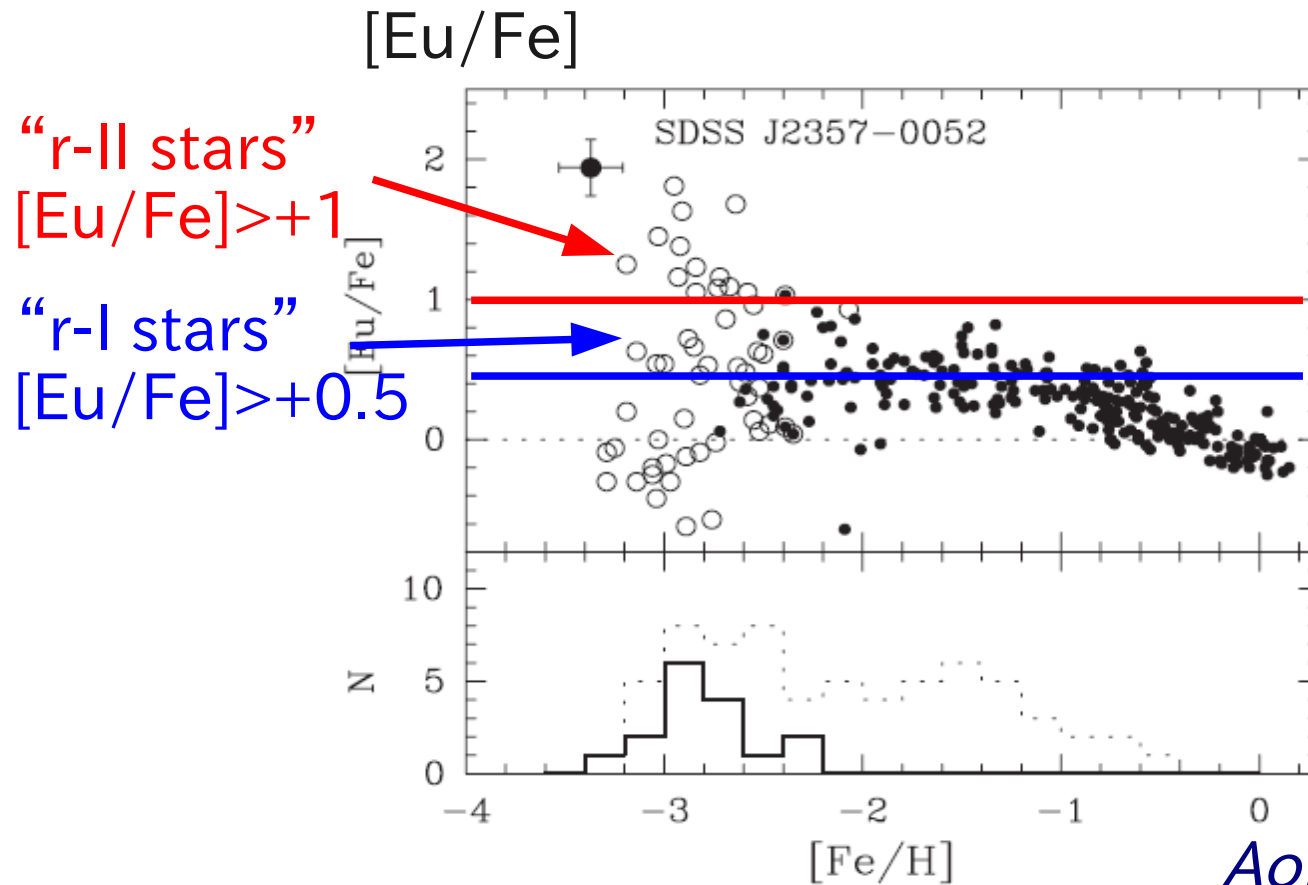 [Eu/Fe]
“r-II stars”
[Eu/Fe]>+1
“r-I stars”
[Eu/Fe]>+0.5
SDSS J2357−0052
2
1
0
[Eu/Fe]
10
5
0
N
−4
−3
−2
−1
0
[Fe/H]